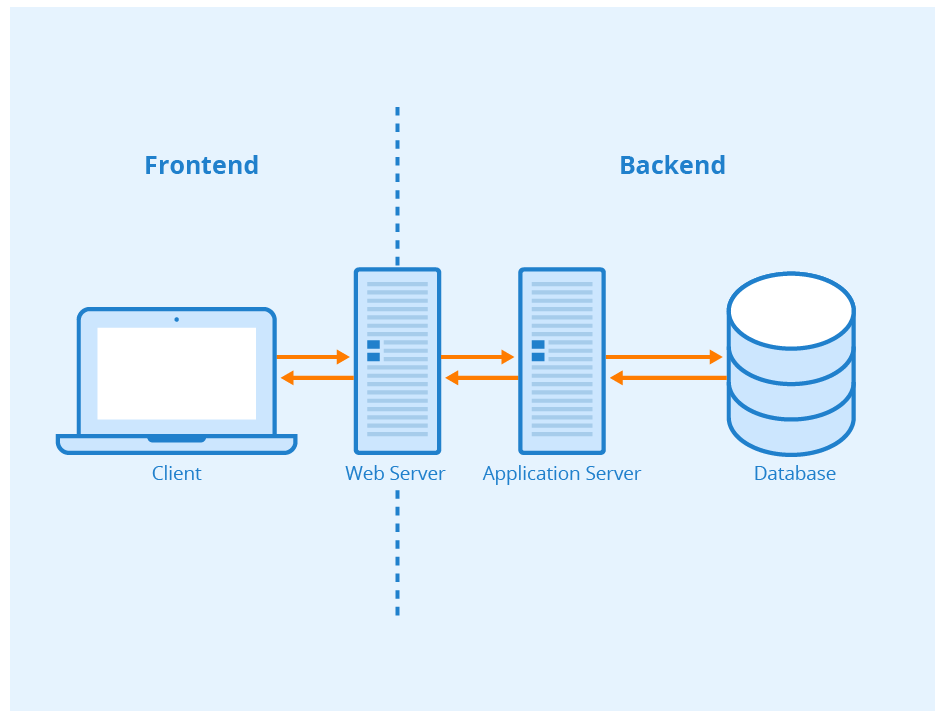 Frontend
Backend
Client
Web Server
Application Server
Database